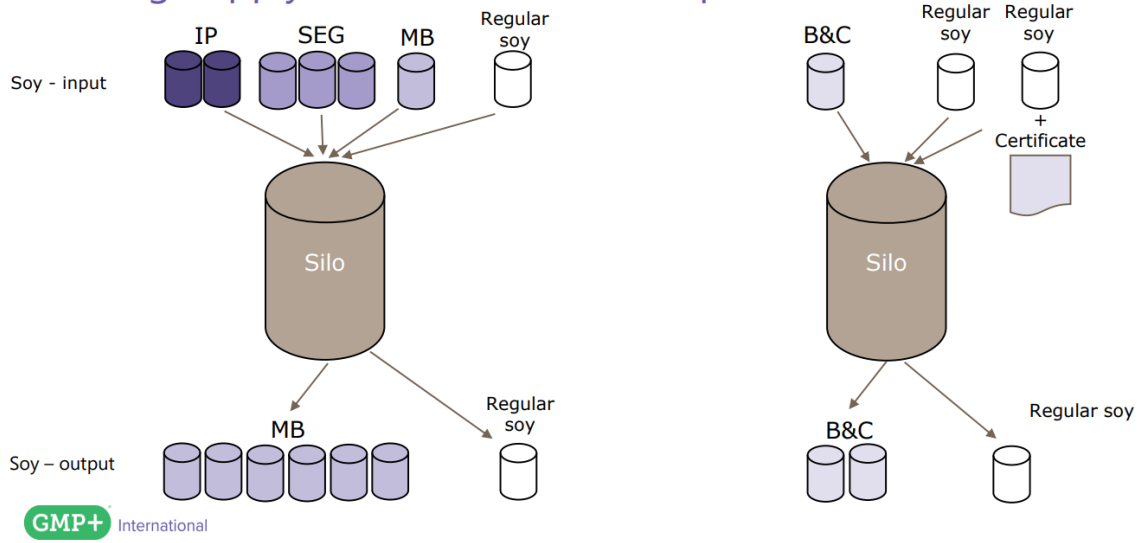 IP
SEG
MB
Regular
soy
B&C
Regular
soy
Regular
soy
Soy - input
+
Certificate
Silo
Silo
MB
Regular
soy
B&C
Regular soy
Soy – output
GMP+
International